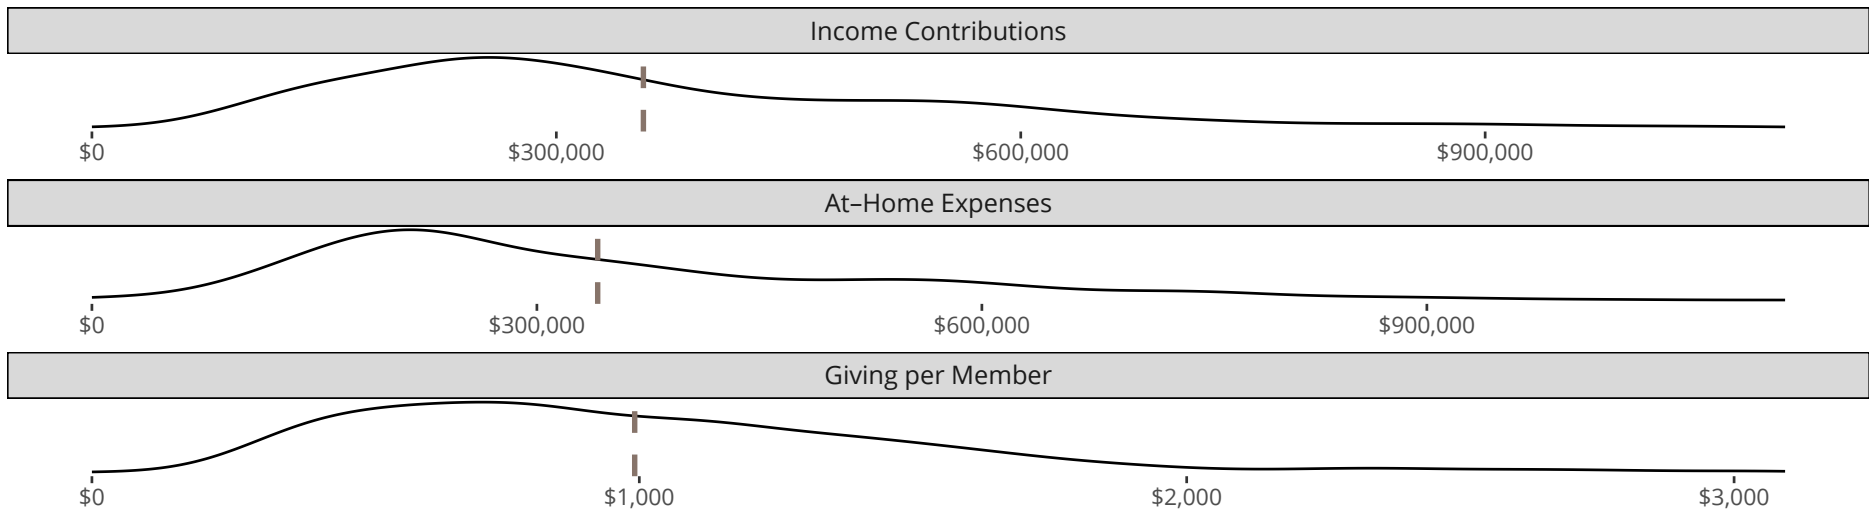 Income Contributions
$0 $300,000 $600,000 $900,000
At–Home Expenses
$0 $300,000 $600,000 $900,000
Giving per Member
$0 $1,000 $2,000 $3,000